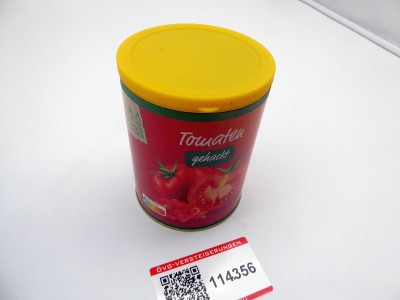 Tomaten
gehackt
ÖVG-VERSTEIGERUNGEN
114356